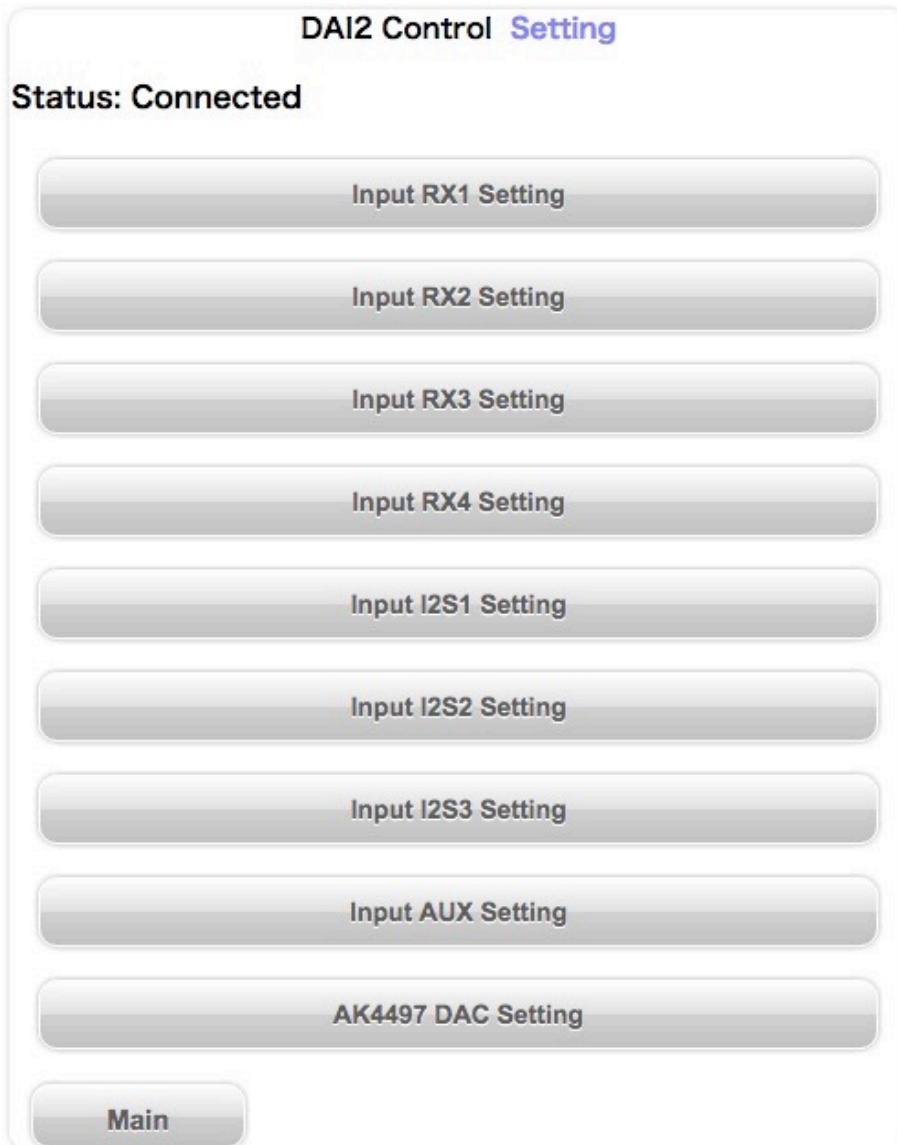 DAI2 Control Setting
Status: Connected
Input RX1 Setting
Input RX2 Setting
Input RX3 Setting
Input RX4 Setting
Input I2S1 Setting
Input I2S2 Setting
Input I2S3 Setting
Input AUX Setting
AK4497 DAC Setting
Main